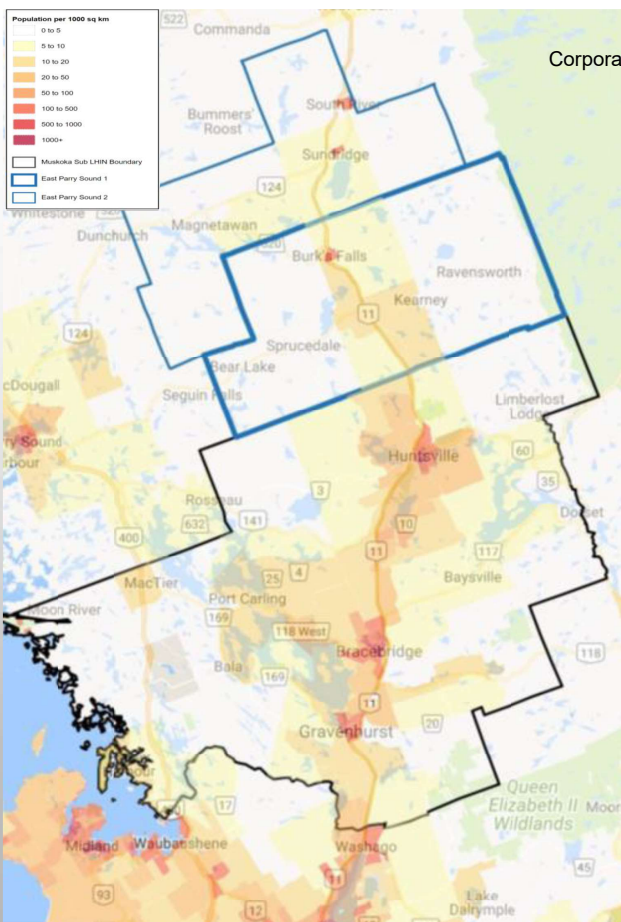 Population per 1000 sq km
0 to 5
5 to 10
10 to 20
20 to 50
50 to 100
100 to 500
500 to 1000
1000+
Muskoka Sub LHIN Boundary
East Parry Sound 1
East Parry Sound 2
522
Commanda
Corpora
South River
Bummers'
Roost
Sundridge
124
Whitestone
Magnetawan
Dunchurch
520
Burk's Falls
Ravensworth
Kearney
11
124
Sprucedale
Bear Lake
cDougall
Seguin Falls
Limberlost
Lodge
ry Sound
rbour
Huntsville
60
3
35
Rosseau
632
141
10
Dorset
400
11
117
25
4
Baysville
MacTier
Port Carling
Moon River
169
118 West
Bracebridge
118
Bala
169
11
20
Gravenhurst
17
Queen
Elizabeth II
Wildlands
Moor
Midland
Waubaushene
Washago
11
45
93
12
Lake
Dalrymple